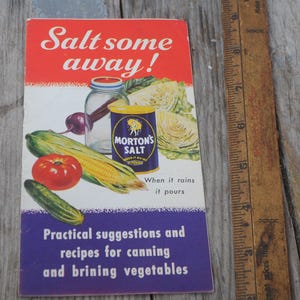 Salt some
away!
MORTON'S
SALT
When it rains
it pours
Practical suggestions and
recipes for canning
and brining vegetables